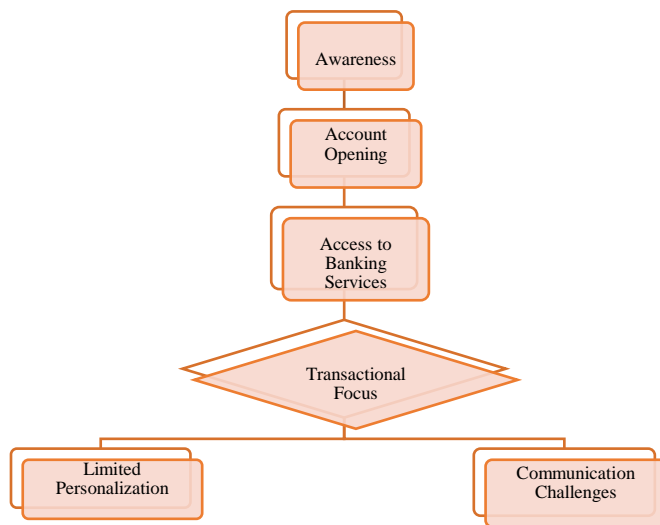 Awareness
Account
Opening
Access to
Banking
Services
Transactional
Focus
Limited
Personalization
Communication
Challenges